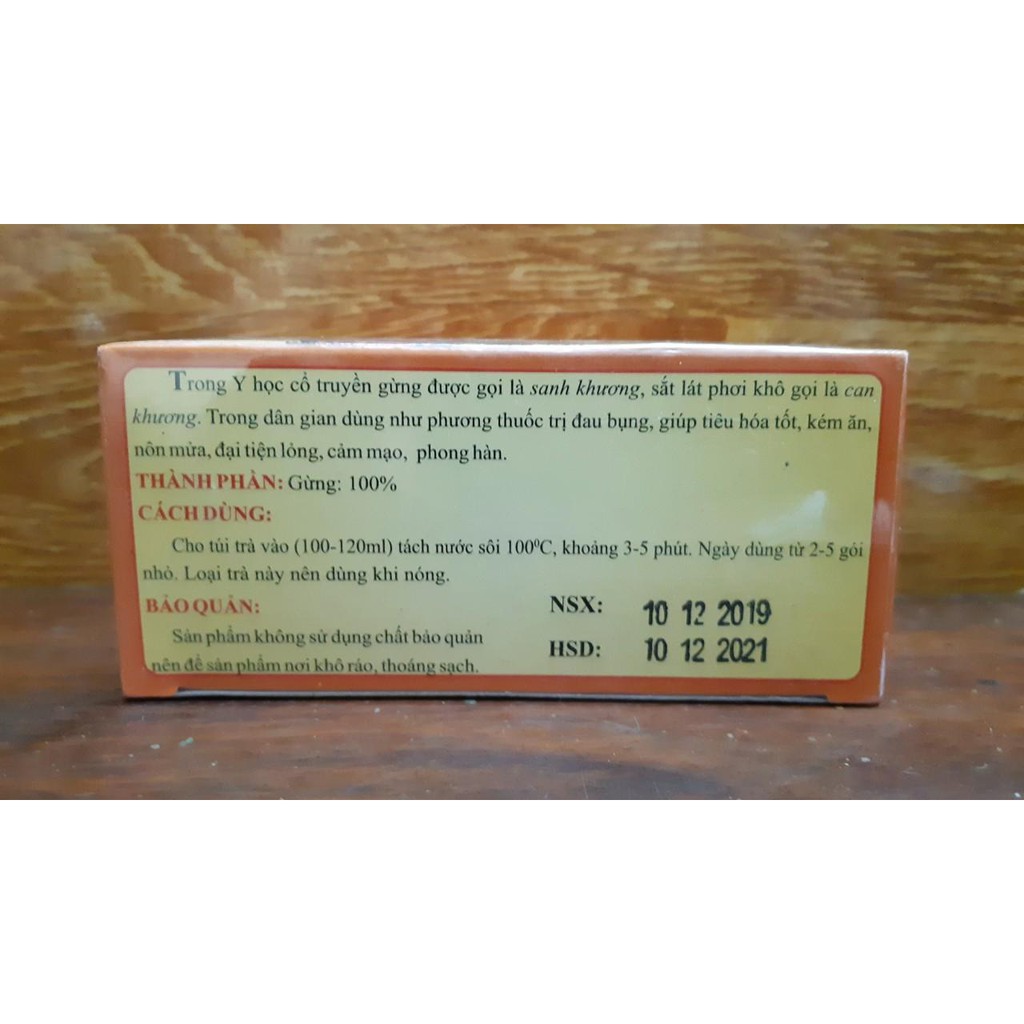 Trong Y học cổ truyền gừng được gọi là sanh khương, sắt lát phơi khô gọi là can
khương. Trong dân gian dùng như phương thuốc trị đau bụng, giúp tiêu hóa tốt, kém ăn,
nôn mửa, đại tiện lỏng, cảm mạo, phong hàn.
THÀNH PHẦN: Gừng: 100%
CÁCH DÙNG:
Cho túi trà vào (100-120ml) tách nước sôi 100⁰C, khoảng 3-5 phút. Ngày dùng từ 2-5 gói
nhỏ. Loại trà này nên dùng khi nóng.
BẢO QUẢN:
Sản phẩm không sử dụng chất bảo quản
nên để sản phẩm nơi khô ráo, thoáng sạch.
NSX: 10 12 2019
HSD: 10 12 2021